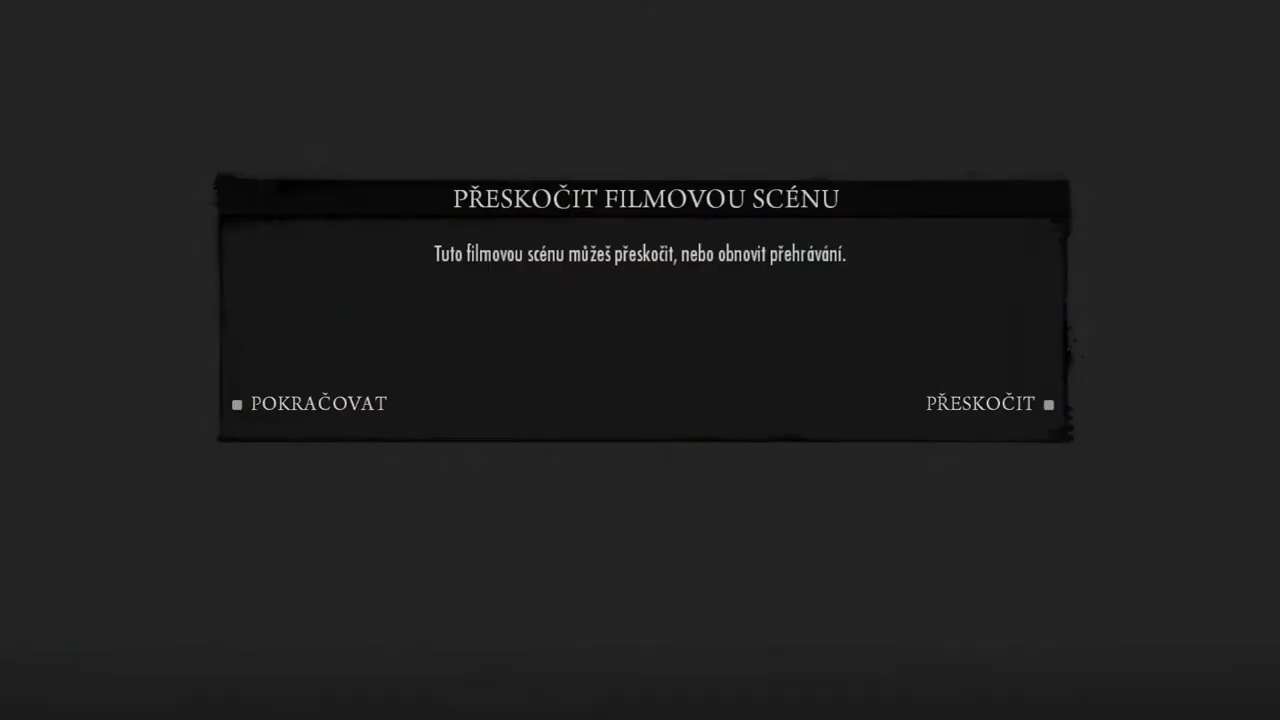 PŘESKOČIT FILMOVOU SCÉNU
Tuto filmovou scénu můžeš přeskočit, nebo obnovit přehrávání.
POKRAČOVAT
PŘESKOČIT